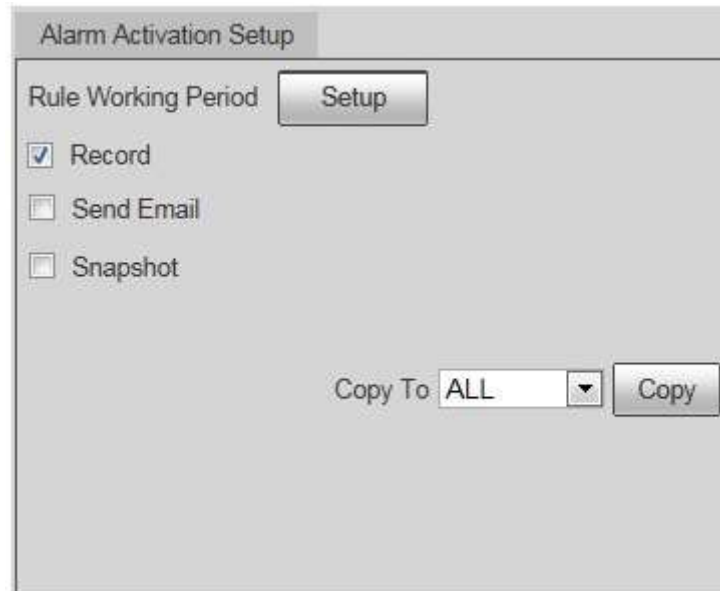 Alarm Activation Setup
Rule Working Period Setup
Record
Send Email
Snapshot
Copy To ALL Copy